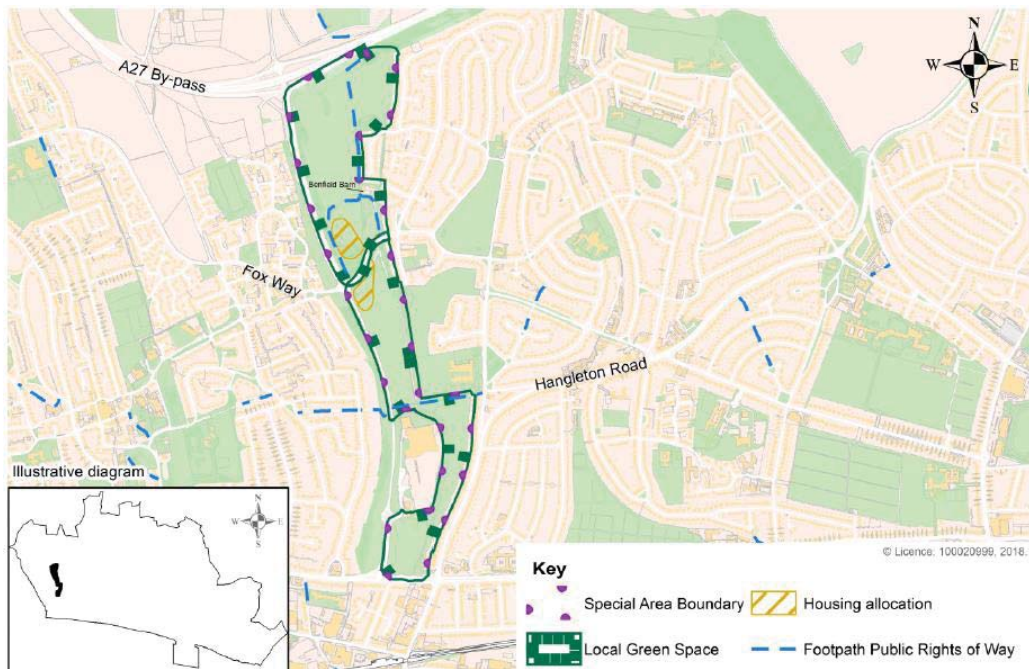 A27 By-pass
N
W E
S
Benfield Barn
Fox Way
Hangleton Road
Illustrative diagram
N
W E
S
© Licence: 100020999, 2018.
Key
Special Area Boundary
Housing allocation
Local Green Space
Footpath Public Rights of Way